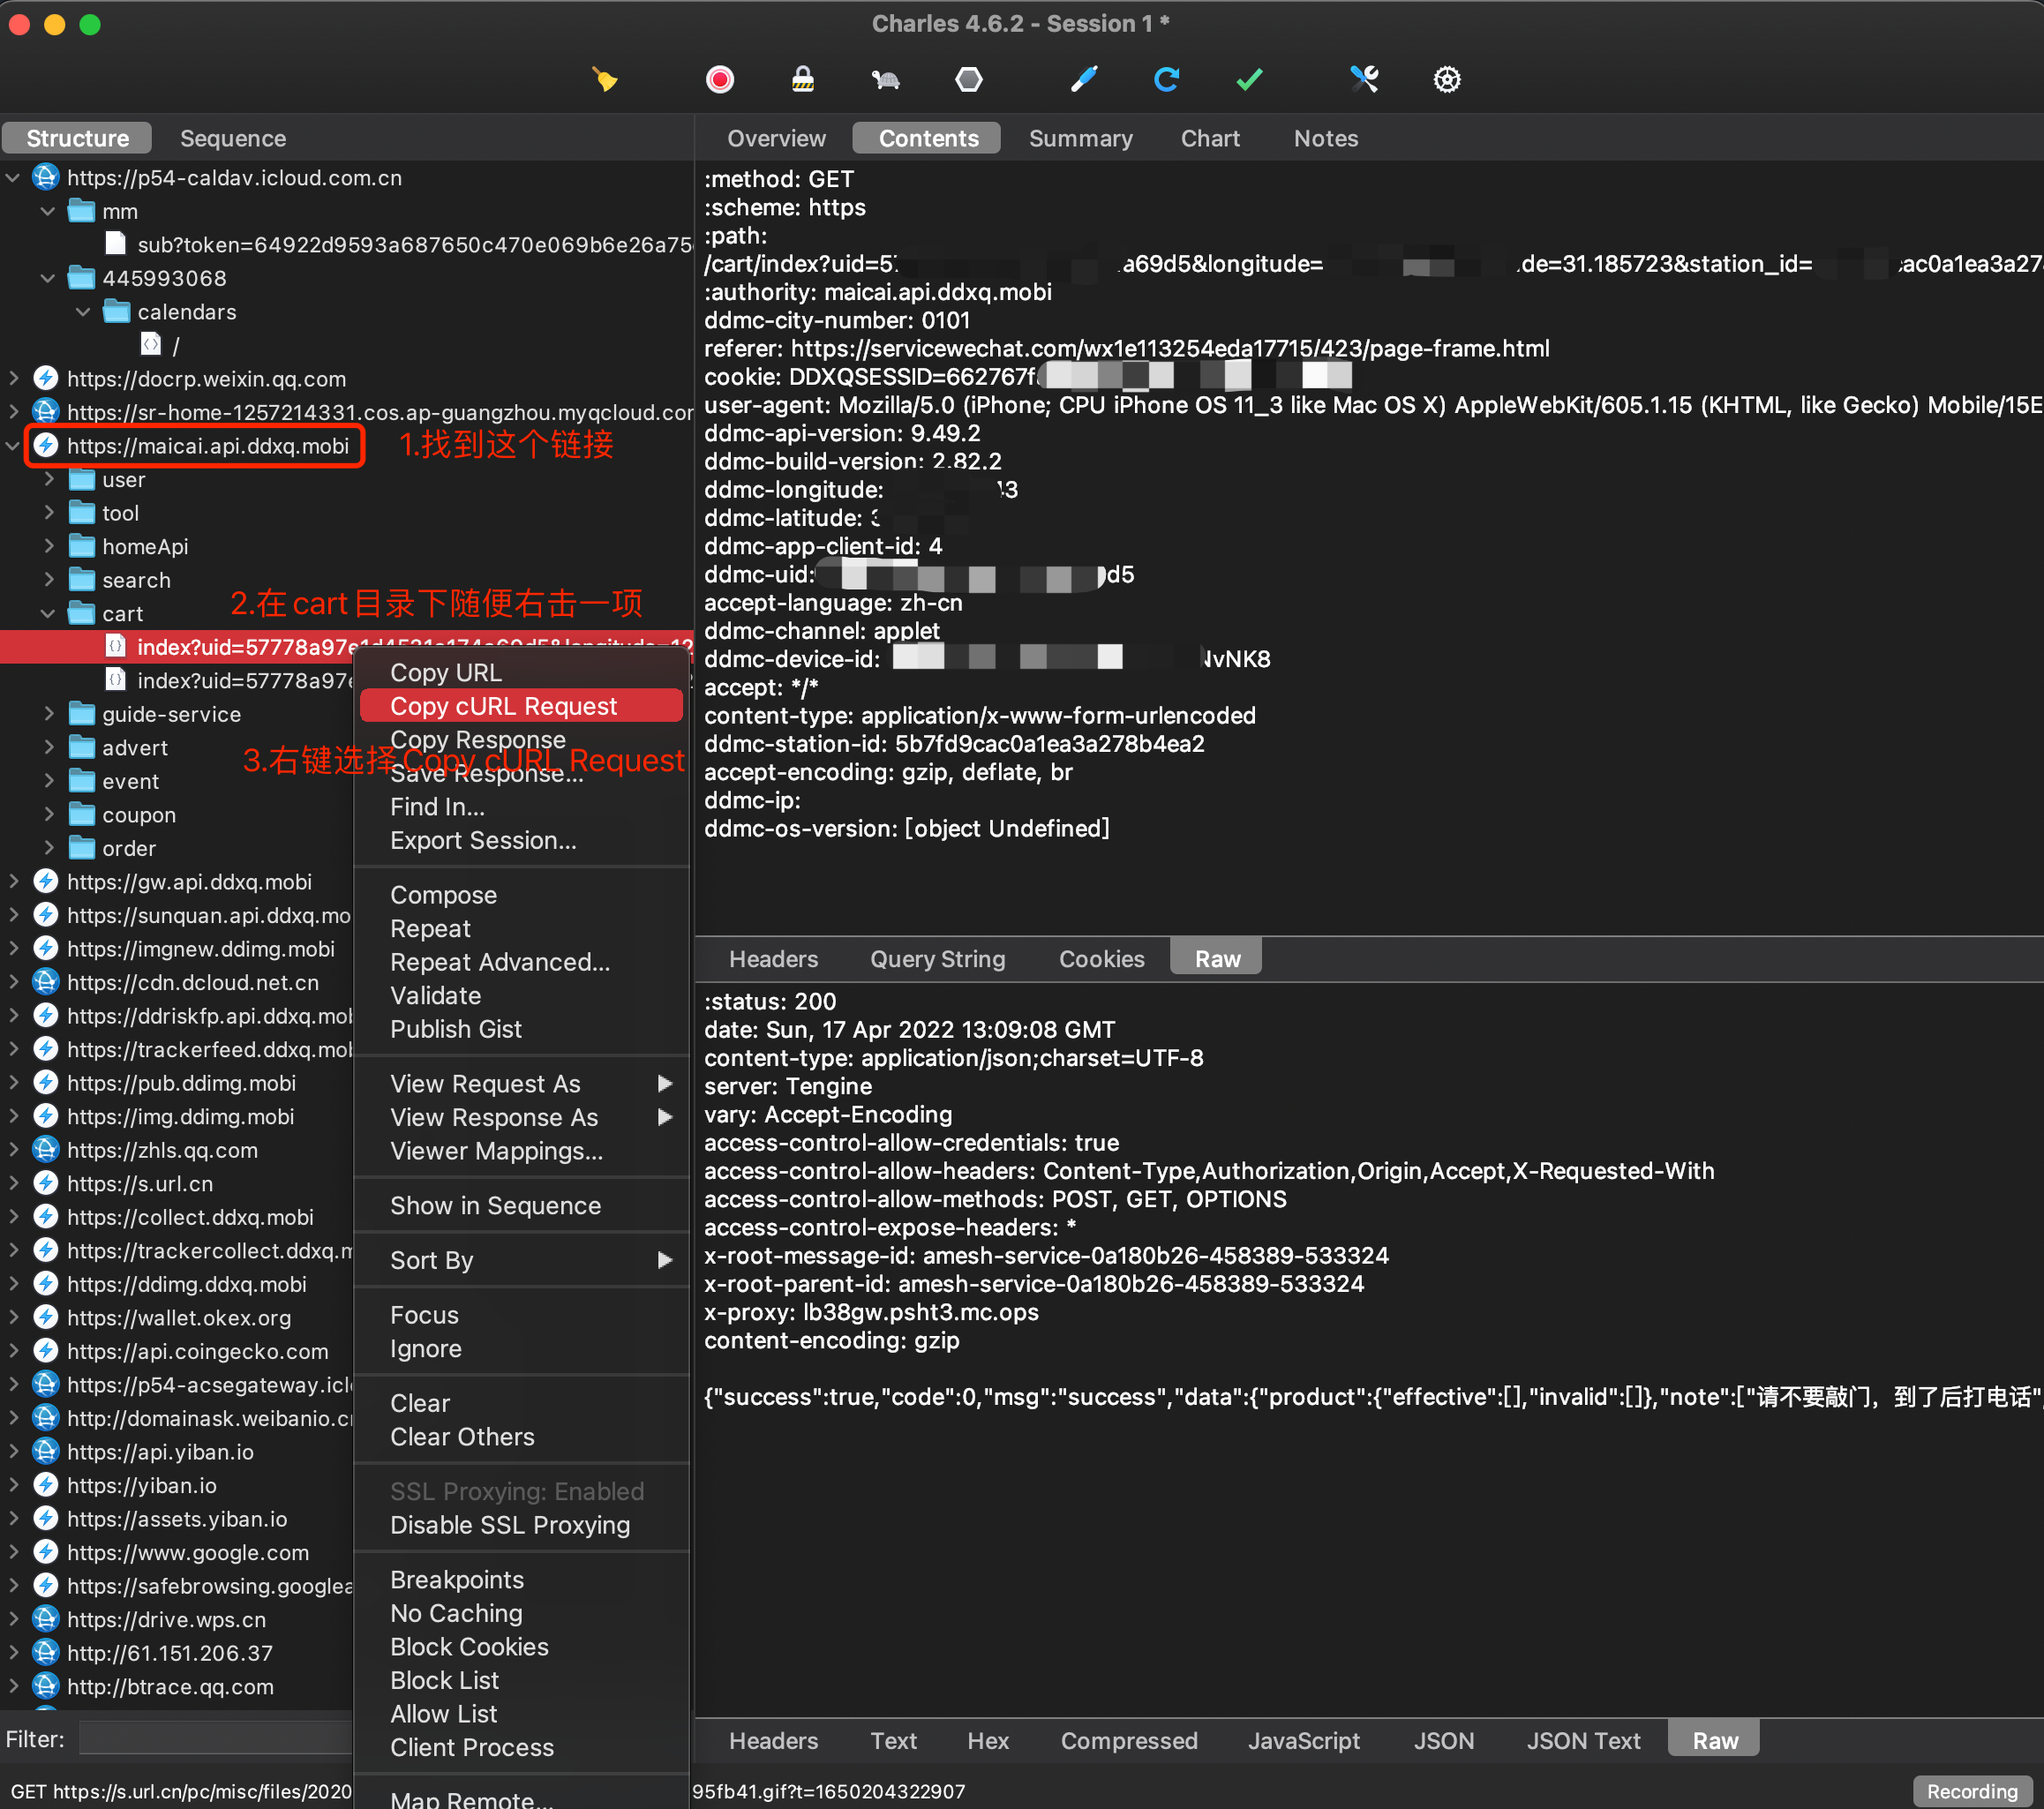 Charles 4.6.2 - Session 1 *
Structure
Sequence
Overview
Contents
Summary
Chart
Notes
https://p54-caldav.icloud.com.cn
mm
sub?token=64922d9593a687650c470e069b6e26a75
445993068
calendars
/
https://docrp.weixin.qq.com
https://sr-home-1257214331.cos.ap-guangzhou.myqcloud.com
https://maicai.api.ddxq.mobi
1.找到这个链接
user
tool
homeApi
search
2.在cart目录下随便右击一项
cart
index?uid=57778a97e1d4521a174a69d5&longitude=12
index?uid=57778a97e
guide-service
advert
event
coupon
order
https://gw.api.ddxq.mobi
https://sunquan.api.ddxq.mo
https://imgnew.ddimg.mobi
https://cdn.dcloud.net.cn
https://ddriskfp.api.ddxq.mob
https://trackerfeed.ddxq.mob
https://pub.ddimg.mobi
https://img.ddimg.mobi
https://zhls.qq.com
https://s.url.cn
https://collect.ddxq.mobi
https://trackercollect.ddxq.m
https://ddimg.ddxq.mobi
https://wallet.okex.org
https://api.coingecko.com
https://p54-acsegateway.icl
http://domainask.weibanio.c
https://api.yiban.io
https://yiban.io
https://assets.yiban.io
https://www.google.com
https://safebrowsing.googlea
https://drive.wps.cn
http://61.151.206.37
http://btrace.qq.com
Filter:
GET https://s.url.cn/pc/misc/files/2020
95fb41.gif?t=1650204322907
Recording
Copy URL
Copy cURL Request
Copy Response
3.右键选择 Copy cURL Request
Save Response...
Find In...
Export Session...
Compose
Repeat
Repeat Advanced...
Validate
Publish Gist
View Request As
View Response As
Viewer Mappings...
Show in Sequence
Sort By
Focus
Ignore
Clear
Clear Others
SSL Proxying: Enabled
Disable SSL Proxying
Breakpoints
No Caching
Block Cookies
Block List
Allow List
Client Process
Map Remote...
:method: GET
:scheme: https
:path:
/cart/index?uid=57 a69d5&longitude= de=31.185723&station_id= cac0a1ea3a27
:authority: maicai.api.ddxq.mobi
ddmc-city-number: 0101
referer: https://servicewechat.com/wx1e113254eda17715/423/page-frame.html
cookie: DDXQSESSID=662767f
user-agent: Mozilla/5.0 (iPhone; CPU iPhone OS 11_3 like Mac OS X) AppleWebKit/605.1.15 (KHTML, like Gecko) Mobile/15E
ddmc-api-version: 9.49.2
ddmc-build-version: 2.82.2
ddmc-longitude: 3
ddmc-latitude: 3
ddmc-app-client-id: 4
ddmc-uid: d5
accept-language: zh-cn
ddmc-channel: applet
ddmc-device-id: NvNK8
accept: */*
content-type: application/x-www-form-urlencoded
ddmc-station-id: 5b7fd9cac0a1ea3a278b4ea2
accept-encoding: gzip, deflate, br
ddmc-ip:
ddmc-os-version: [object Undefined]
Headers
Query String
Cookies
Raw
:status: 200
date: Sun, 17 Apr 2022 13:09:08 GMT
content-type: application/json;charset=UTF-8
server: Tengine
vary: Accept-Encoding
access-control-allow-credentials: true
access-control-allow-headers: Content-Type,Authorization,Origin,Accept,X-Requested-With
access-control-allow-methods: POST, GET, OPTIONS
access-control-expose-headers: *
x-root-message-id: amesh-service-0a180b26-458389-533324
x-root-parent-id: amesh-service-0a180b26-458389-533324
x-proxy: lb38gw.psht3.mc.ops
content-encoding: gzip
{"success":true,"code":0,"msg":"success","data":{"product":{"effective":[],"invalid":[]},"note":["请不要敲门，到了后打电话"
Headers
Text
Hex
Compressed
JavaScript
JSON
JSON Text
Raw